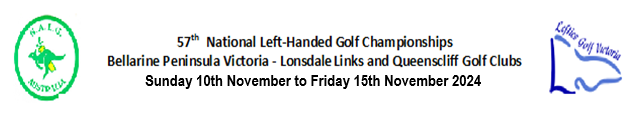 N.A.L.G.
AUSTRALIA
57th National Left-Handed Golf Championships
Bellarine Peninsula Victoria - Lonsdale Links and Queenscliff Golf Clubs
Sunday 10th November to Friday 15th November 2024
Lefties Golf Victoria